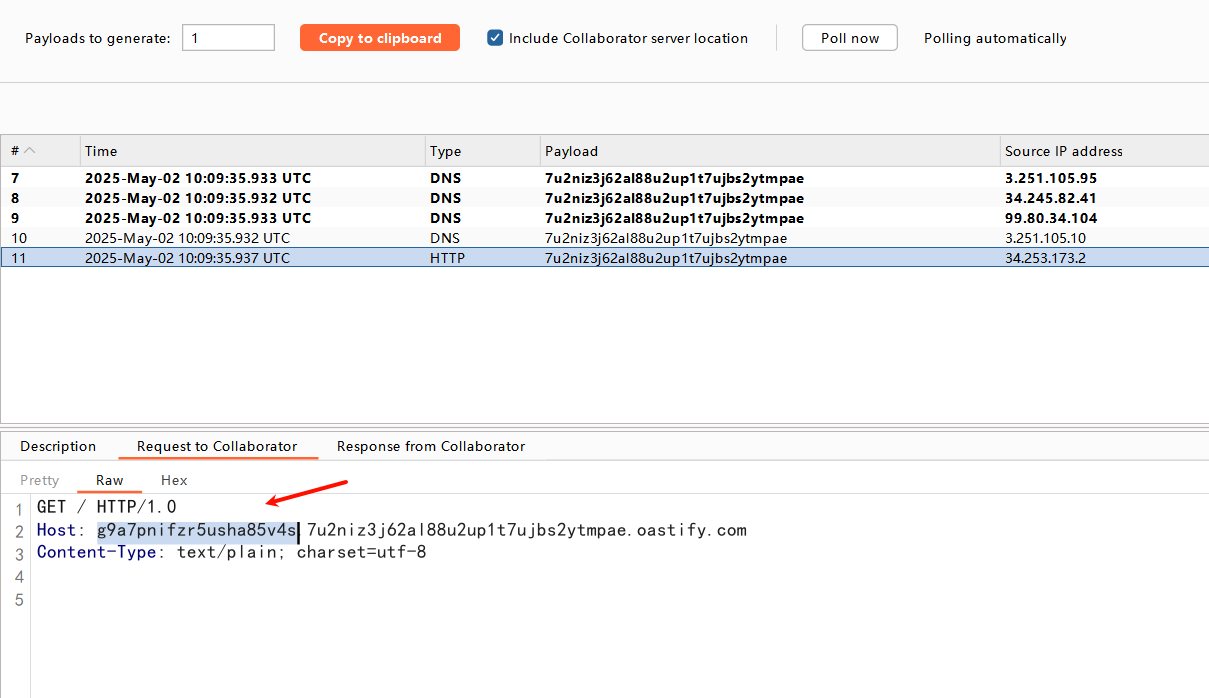 Payloads to generate: 1 Copy to clipboard Include Collaborator server location Poll now Polling automatically
# Time Type Payload Source IP address
7 2025-May-02 10:09:35.933 UTC DNS 7u2niz3j62al88u2up1t7ujbs2ytmpae 3.251.105.95
8 2025-May-02 10:09:35.932 UTC DNS 7u2niz3j62al88u2up1t7ujbs2ytmpae 34.245.82.41
9 2025-May-02 10:09:35.933 UTC DNS 7u2niz3j62al88u2up1t7ujbs2ytmpae 99.80.34.104
10 2025-May-02 10:09:35.932 UTC DNS 7u2niz3j62al88u2up1t7ujbs2ytmpae 3.251.105.10
11 2025-May-02 10:09:35.937 UTC HTTP 7u2niz3j62al88u2up1t7ujbs2ytmpae 34.253.173.2
Description Request to Collaborator Response from Collaborator
Pretty Raw Hex
1 GET / HTTP/1.0
2 Host: g9a7pnifzr5usha85v4s.7u2niz3j62al88u2up1t7ujbs2ytmpae.oastify.com
3 Content-Type: text/plain; charset=utf-8
4
5